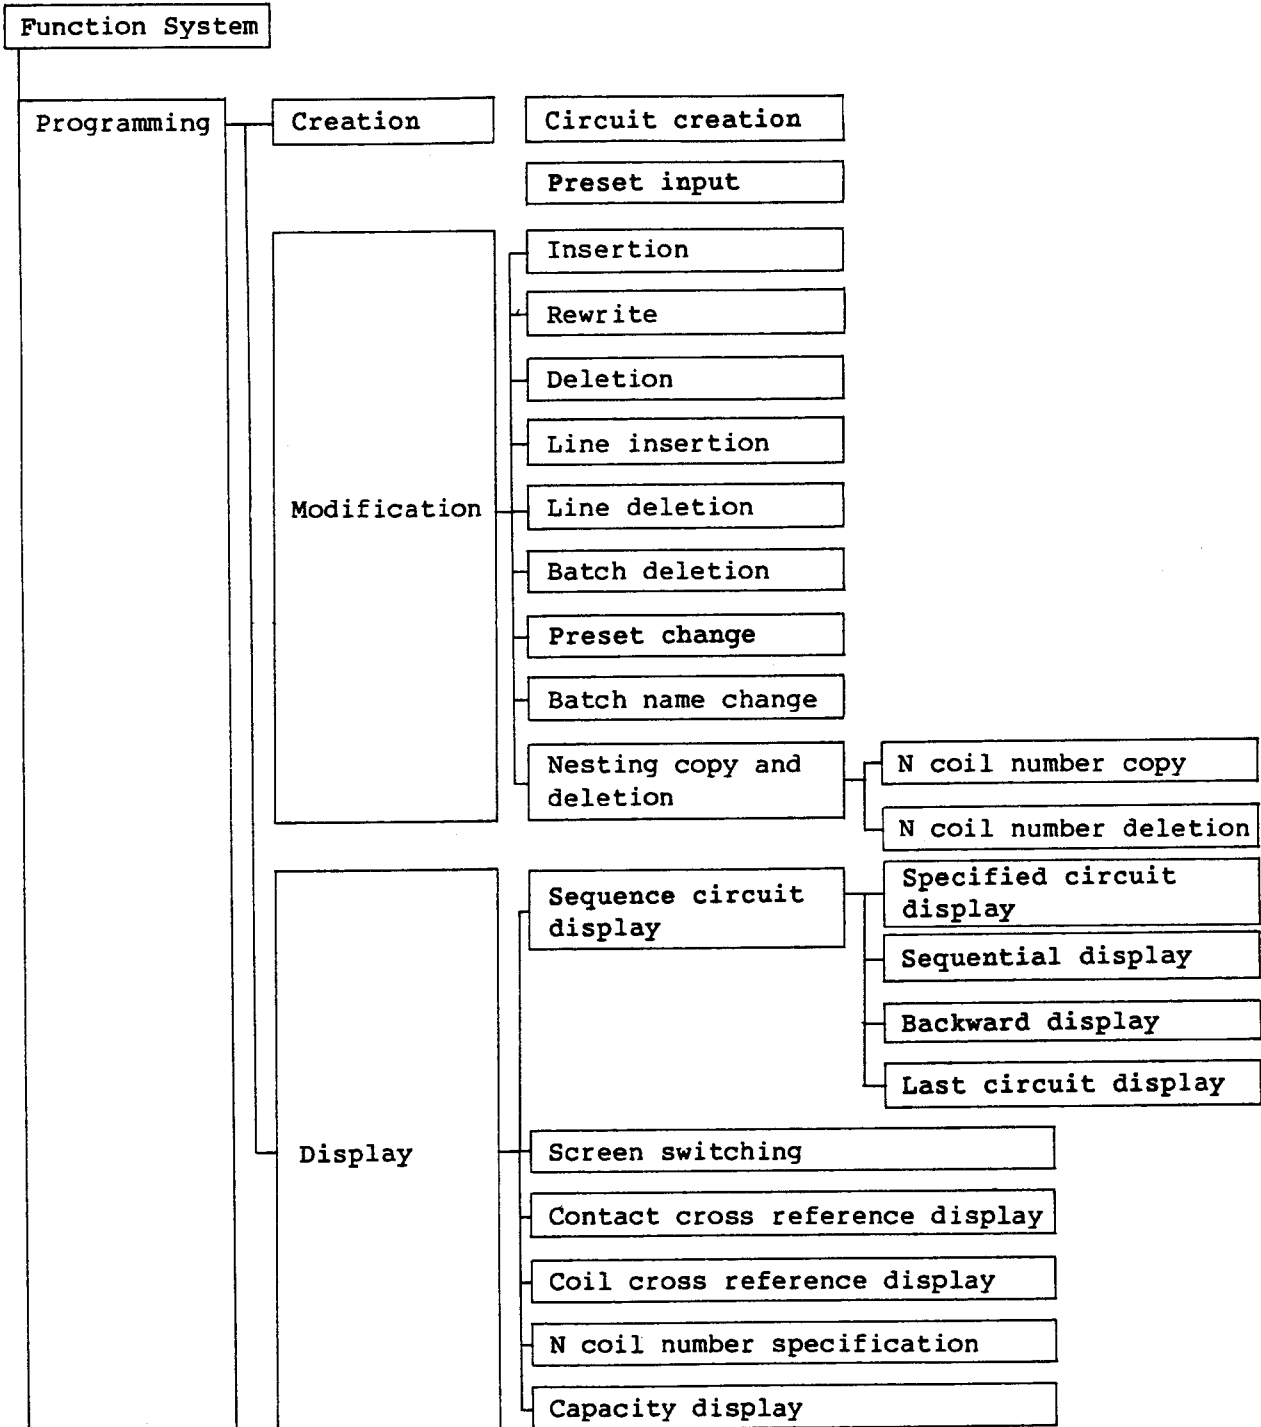 Function System
Programming
Creation
Circuit creation
Preset input
Modification
Insertion
Rewrite
Deletion
Line insertion
Line deletion
Batch deletion
Preset change
Batch name change
Nesting copy and
deletion
N coil number copy
N coil number deletion
Display
Sequence circuit
display
Specified circuit
display
Sequential display
Backward display
Last circuit display
Screen switching
Contact cross reference display
Coil cross reference display
N coil number specification
Capacity display